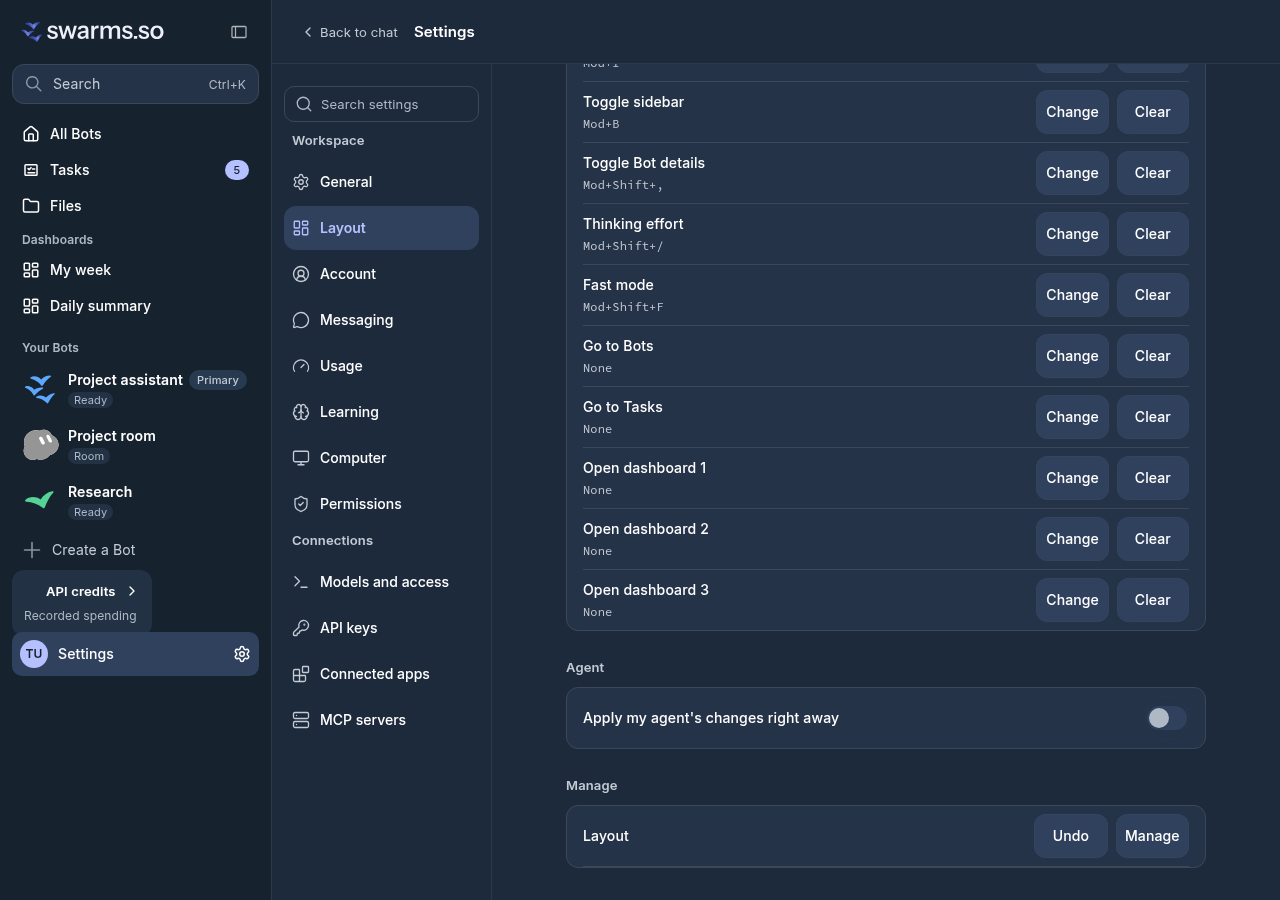 swarms.so
Search
Ctrl+K
All Bots
Tasks
5
Files
Dashboards
My week
Daily summary
Your Bots
Project assistant
Primary
Ready
Project room
Room
Research
Ready
Create a Bot
API credits
Recorded spending
TU
Settings
Back to chat
Settings
Search settings
Workspace
General
Layout
Account
Messaging
Usage
Learning
Computer
Permissions
Connections
Models and access
API keys
Connected apps
MCP servers
Toggle sidebar
Mod+B
Change
Clear
Toggle Bot details
Mod+Shift+,
Change
Clear
Thinking effort
Mod+Shift+/
Change
Clear
Fast mode
Mod+Shift+F
Change
Clear
Go to Bots
None
Change
Clear
Go to Tasks
None
Change
Clear
Open dashboard 1
None
Change
Clear
Open dashboard 2
None
Change
Clear
Open dashboard 3
None
Change
Clear
Agent
Apply my agent's changes right away
Manage
Layout
Undo
Manage